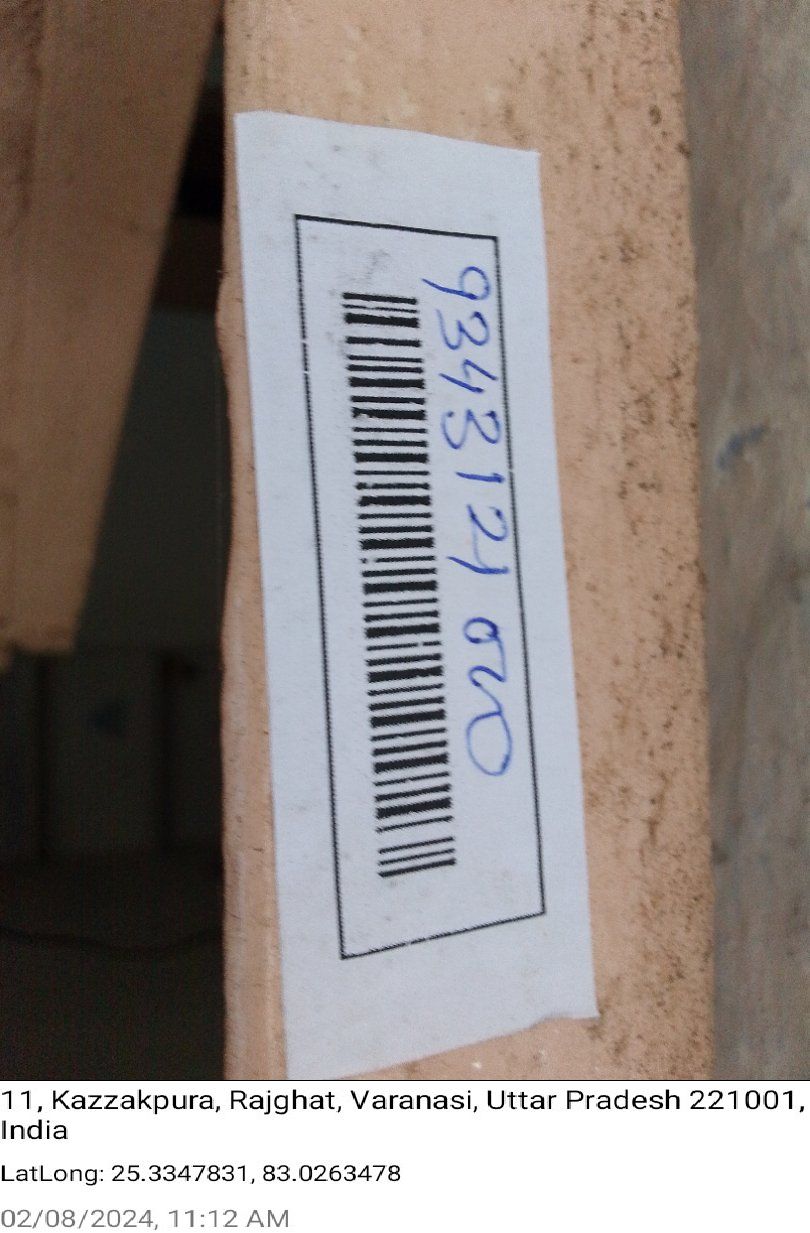 9343121
11, Kazzakpura, Rajghat, Varanasi, Uttar Pradesh 221001,
India
LatLong: 25.3347831, 83.0263478
02/08/2024, 11:12 AM